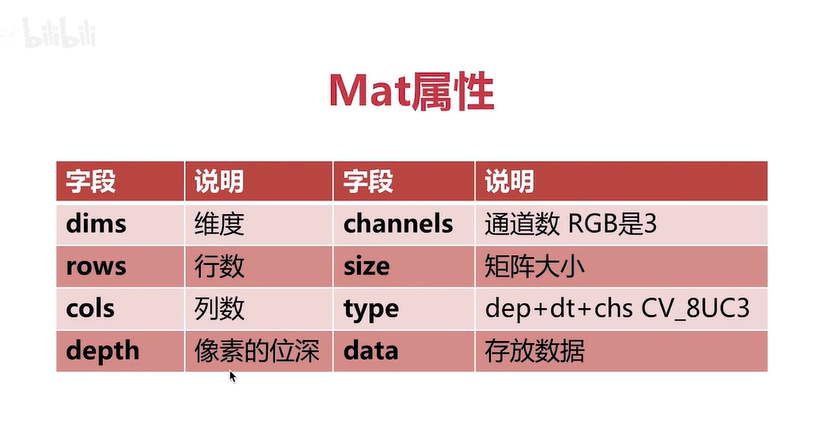 bilibili
Mat属性
字段 说明 字段 说明
dims 维度 channels 通道数 RGB是3
rows 行数 size 矩阵大小
cols 列数 type dep+dt+chs CV_8UC3
depth 像素的位深 data 存放数据